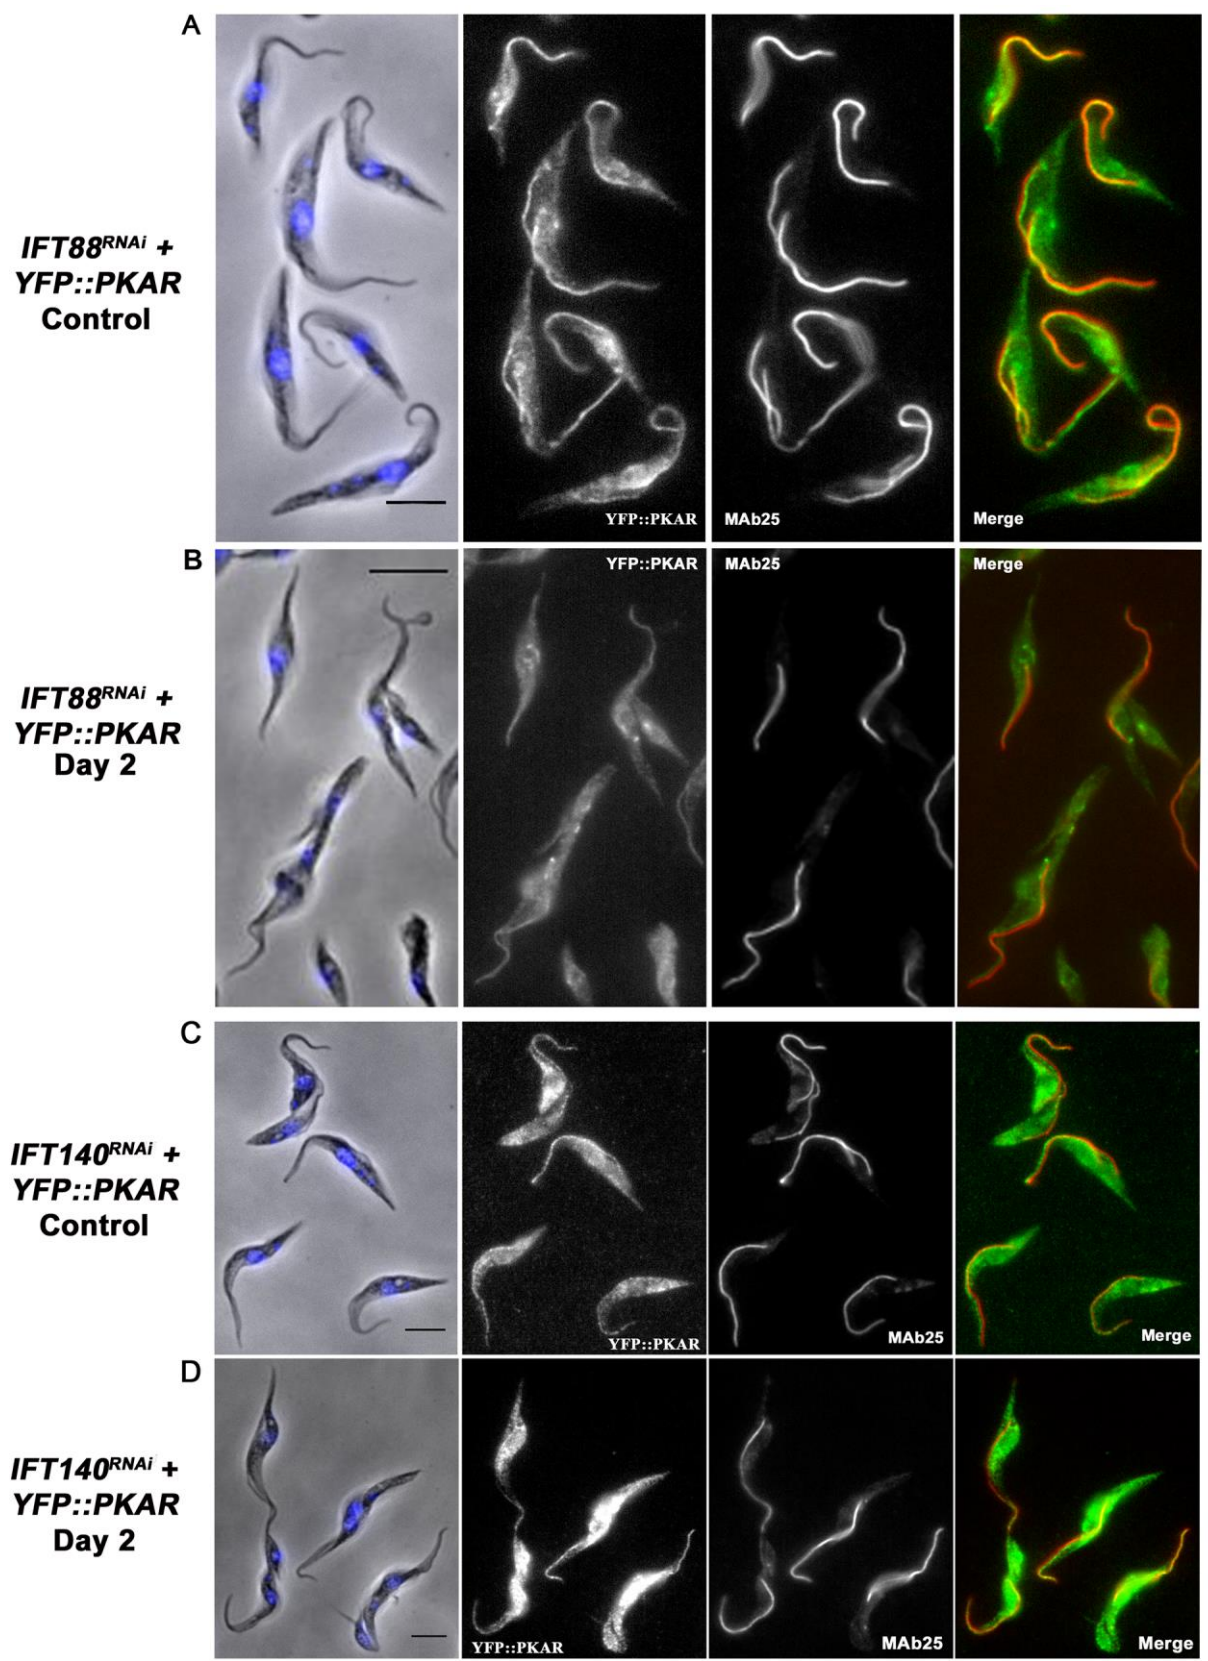 A
IFT88RNAi +
YFP::PKAR
Control
YFP::PKAR
MAb25
Merge
B
YFP::PKAR
MAb25
Merge
IFT88RNAi +
YFP::PKAR
Day 2
C
IFT140RNAi +
YFP::PKAR
Control
YFP::PKAR
MAb25
Merge
D
IFT140RNAi +
YFP::PKAR
Day 2
YFP::PKAR
MAb25
Merge